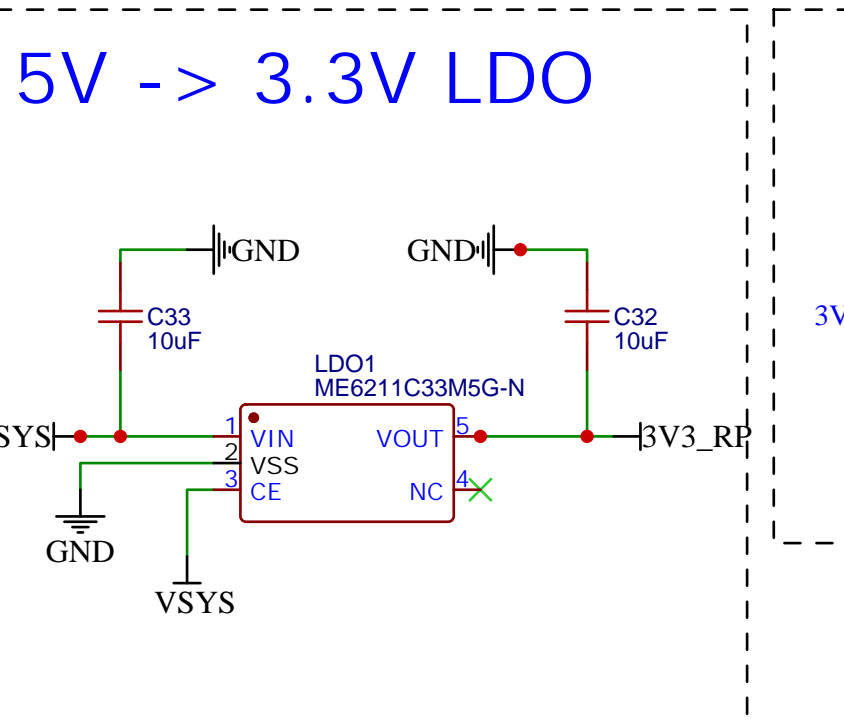 5V -> 3.3V LDO
GND
GND
C33
10uF
C32
10uF
3V
LDO1
ME6211C33M5G-N
SYS
1
VIN
VOUT
5
3V3_RP
2
VSS
3
CE
NC
4
GND
VSYS